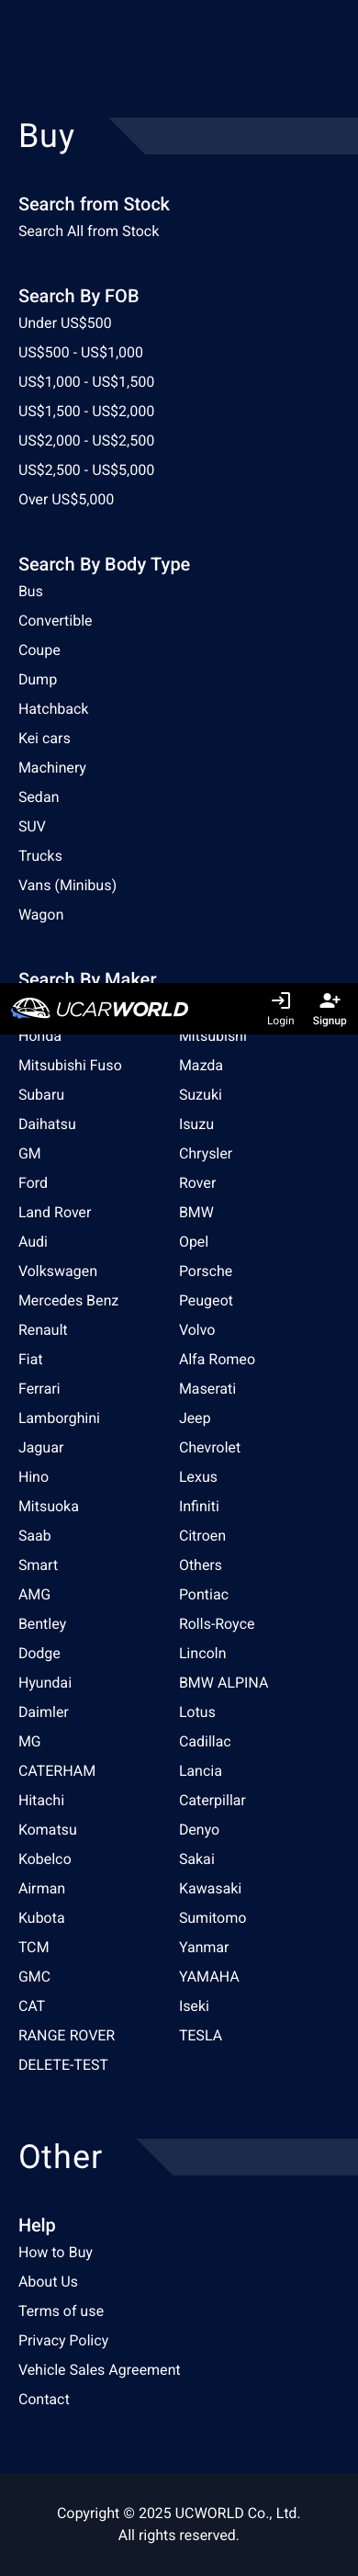 Buy
Search from Stock
Search All from Stock
Search By FOB
Under US$500
US$500 - US$1,000
US$1,000 - US$1,500
US$1,500 - US$2,000
US$2,000 - US$2,500
US$2,500 - US$5,000
Over US$5,000
Search By Body Type
Bus
Convertible
Coupe
Dump
Hatchback
Kei cars
Machinery
Sedan
SUV
Trucks
Vans (Minibus)
Wagon
Search By Maker
UCARWORLD
Login
Signup
Honda
Mitsubishi
Mitsubishi Fuso
Mazda
Subaru
Suzuki
Daihatsu
Isuzu
GM
Chrysler
Ford
Rover
Land Rover
BMW
Audi
Opel
Volkswagen
Porsche
Mercedes Benz
Peugeot
Renault
Volvo
Fiat
Alfa Romeo
Ferrari
Maserati
Lamborghini
Jeep
Jaguar
Chevrolet
Hino
Lexus
Mitsuoka
Infiniti
Saab
Citroen
Smart
Others
AMG
Pontiac
Bentley
Rolls-Royce
Dodge
Lincoln
Hyundai
BMW ALPINA
Daimler
Lotus
MG
Cadillac
CATERHAM
Lancia
Hitachi
Caterpillar
Komatsu
Denyo
Kobelco
Sakai
Airman
Kawasaki
Kubota
Sumitomo
TCM
Yanmar
GMC
YAMAHA
CAT
Iseki
RANGE ROVER
TESLA
DELETE-TEST
Other
Help
How to Buy
About Us
Terms of use
Privacy Policy
Vehicle Sales Agreement
Contact
Copyright © 2025 UCWORLD Co., Ltd.
All rights reserved.